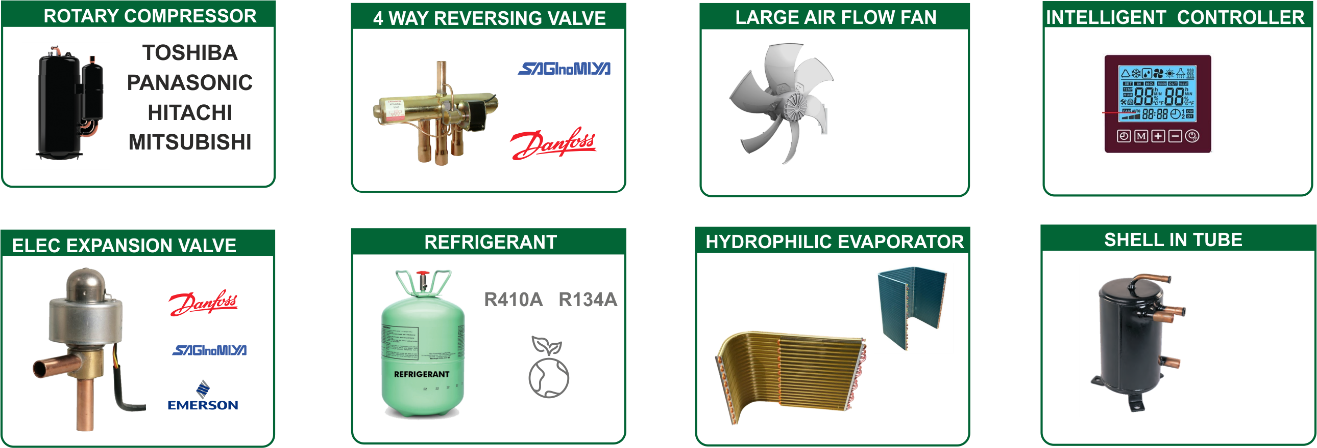 ROTARY COMPRESSOR
TOSHIBA
PANASONIC
HITACHI
MITSUBISHI
4 WAY REVERSING VALVE
SAGInoMIYA
Danfoss
LARGE AIR FLOW FAN
INTELLIGENT CONTROLLER
88 88
88:88
M
ELEC EXPANSION VALVE
Danfoss
SAGInoMIYA
EMERSON
REFRIGERANT
R410A R134A
REFRIGERANT
HYDROPHILIC EVAPORATOR
SHELL IN TUBE